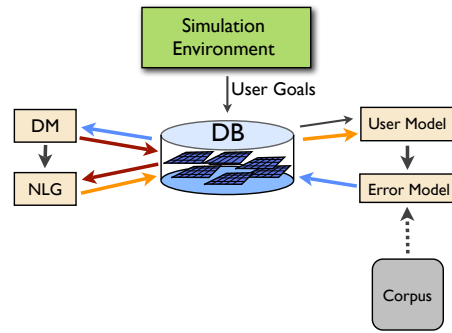 Simulation
Environment
User Goals
DB
DM
User Model
NLG
Error Model
Corpus